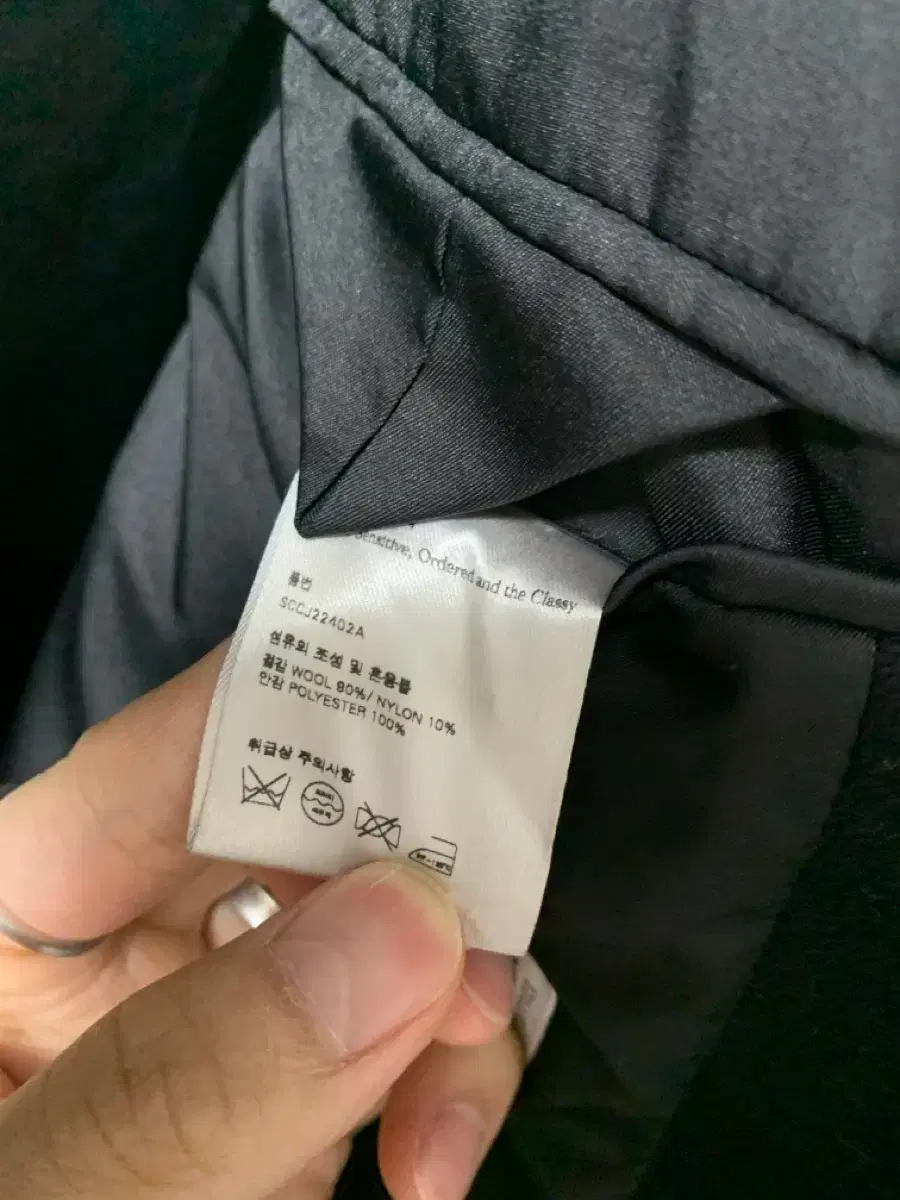 Sensitive, Ordered and the Classy
품번
SCCJ22402A
섬유의 조성 및 혼용률
겉감 WOOL 90%/ NYLON 10%
안감 POLYESTER 100%
취급상 주의사항